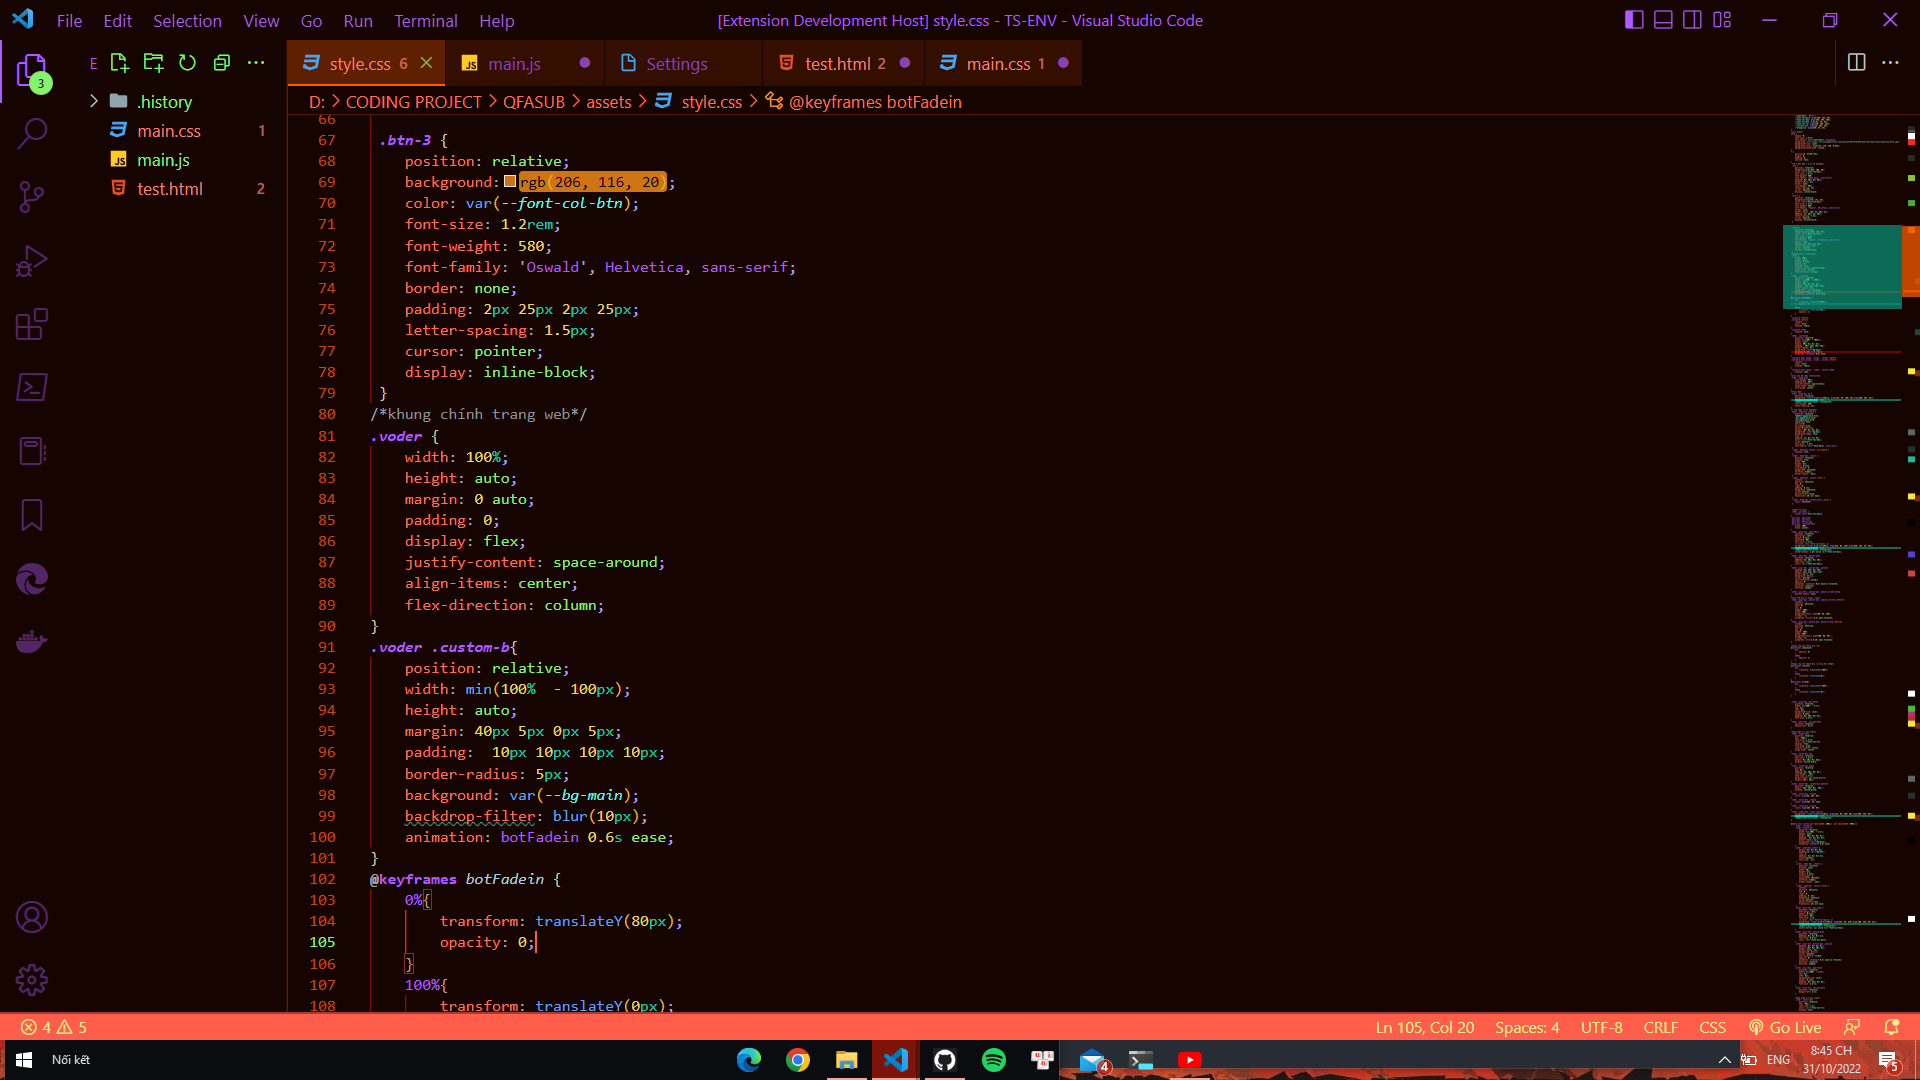 File Edit Selection View Go Run Terminal Help
[Extension Development Host] style.css - TS-ENV - Visual Studio Code
3
E
.history
main.css 1
main.js
test.html 2
style.css 6
main.js
Settings
test.html 2
main.css 1
D: > CODING PROJECT > QFASUB > assets > style.css > @keyframes botFadein
66
67 .btn-3 {
68 position: relative;
69 background: rgb(206, 116, 20);
70 color: var(--font-col-btn);
71 font-size: 1.2rem;
72 font-weight: 580;
73 font-family: 'Oswald', Helvetica, sans-serif;
74 border: none;
75 padding: 2px 25px 2px 25px;
76 letter-spacing: 1.5px;
77 cursor: pointer;
78 display: inline-block;
79 }
80 /*khung chính trang web*/
81 .voder {
82 width: 100%;
83 height: auto;
84 margin: 0 auto;
85 padding: 0;
86 display: flex;
87 justify-content: space-around;
88 align-items: center;
89 flex-direction: column;
90 }
91 .voder .custom-b{
92 position: relative;
93 width: min(100%  - 100px);
94 height: auto;
95 margin: 40px 5px 0px 5px;
96 padding:  10px 10px 10px 10px;
97 border-radius: 5px;
98 background: var(--bg-main);
99 backdrop-filter: blur(10px);
100 animation: botFadein 0.6s ease;
101 }
102 @keyframes botFadein {
103 0%{
104 transform: translateY(80px);
105 opacity: 0;
106 }
107 100%{
108 transform: translateY(0px);
4 5
Ln 105, Col 20 Spaces: 4 UTF-8 CRLF CSS Go Live
Nối kết
4
ENG
8:45 CH
31/10/2022
5